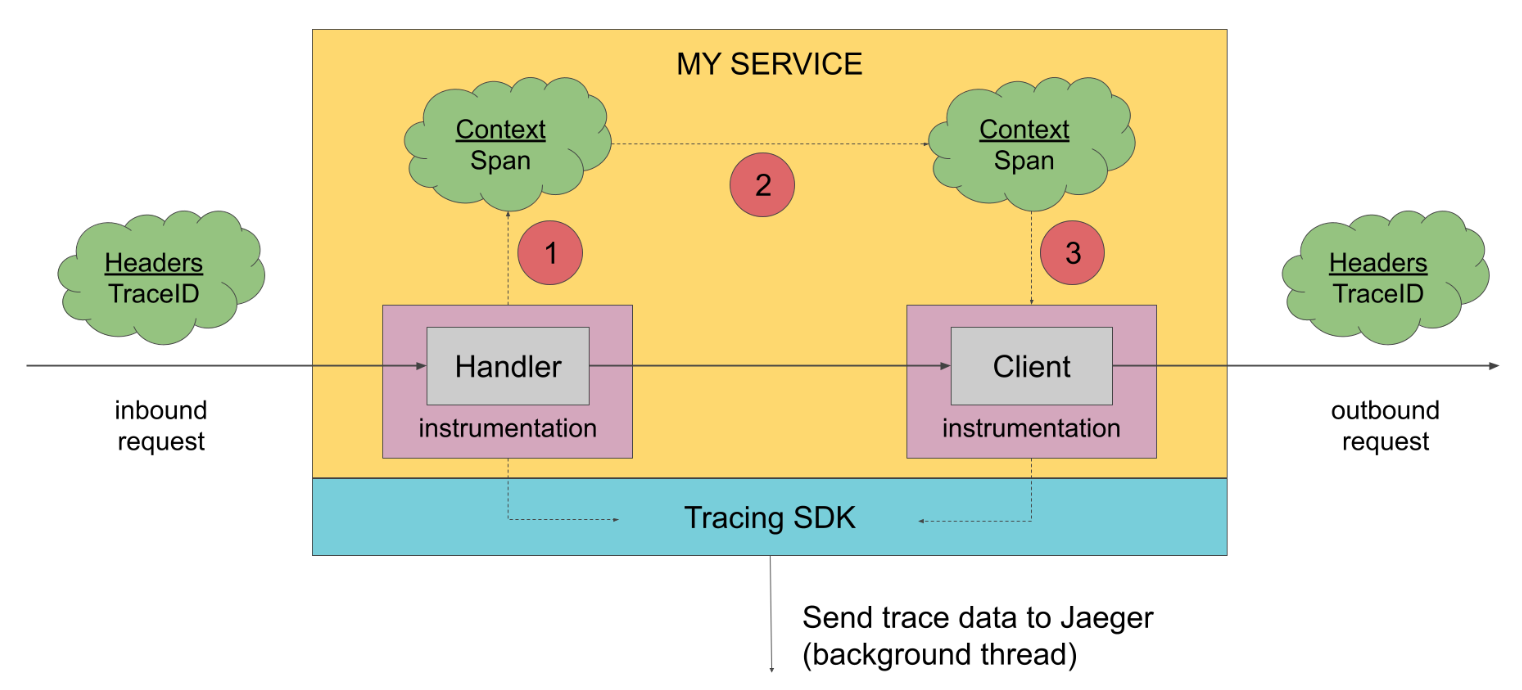 MY SERVICE
Context
Span
Context
Span
2
1
3
Headers
TraceID
Headers
TraceID
Handler
Client
instrumentation
instrumentation
inbound
request
outbound
request
Tracing SDK
Send trace data to Jaeger
(background thread)